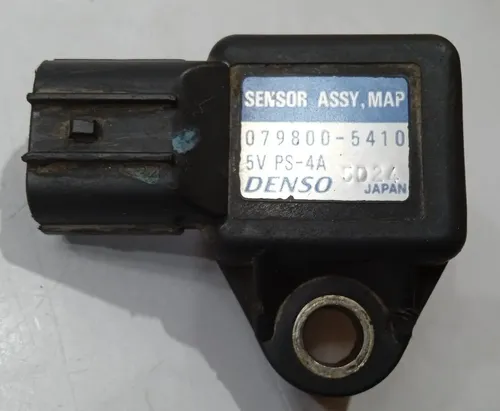 SENSOR ASSY, MAP
079800-5410
5V PS-4A
DENSO JAPAN